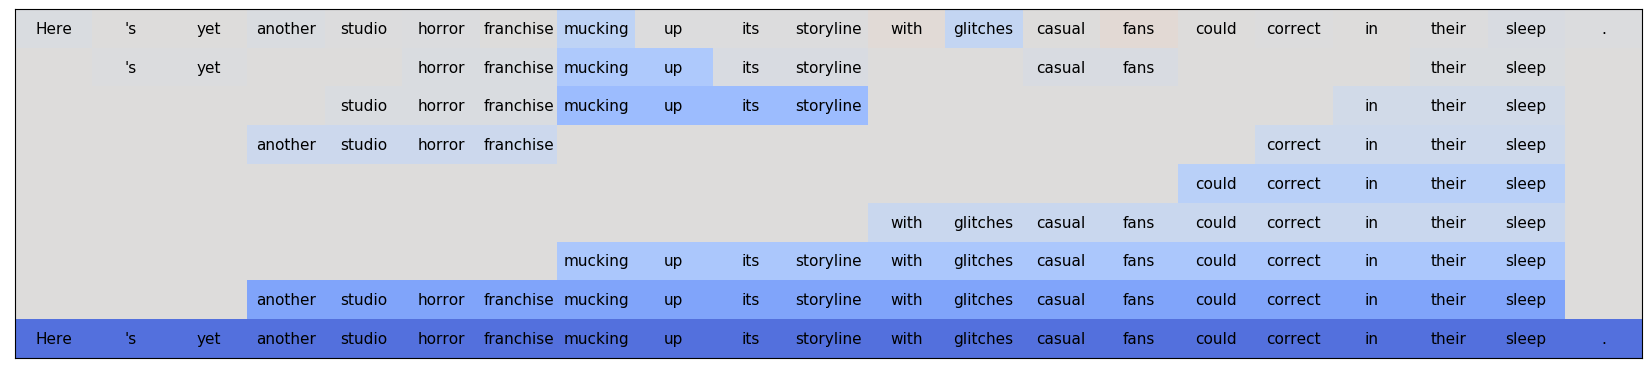 Here 's yet another studio horror franchise mucking up its storyline with glitches casual fans could correct in their sleep .
's yet horror franchise mucking up its storyline casual fans their sleep
studio horror franchise mucking up its storyline in their sleep
another studio horror franchise correct in their sleep
could correct in their sleep
with glitches casual fans could correct in their sleep
mucking up its storyline with glitches casual fans could correct in their sleep
another studio horror franchise mucking up its storyline with glitches casual fans could correct in their sleep
Here 's yet another studio horror franchise mucking up its storyline with glitches casual fans could correct in their sleep .